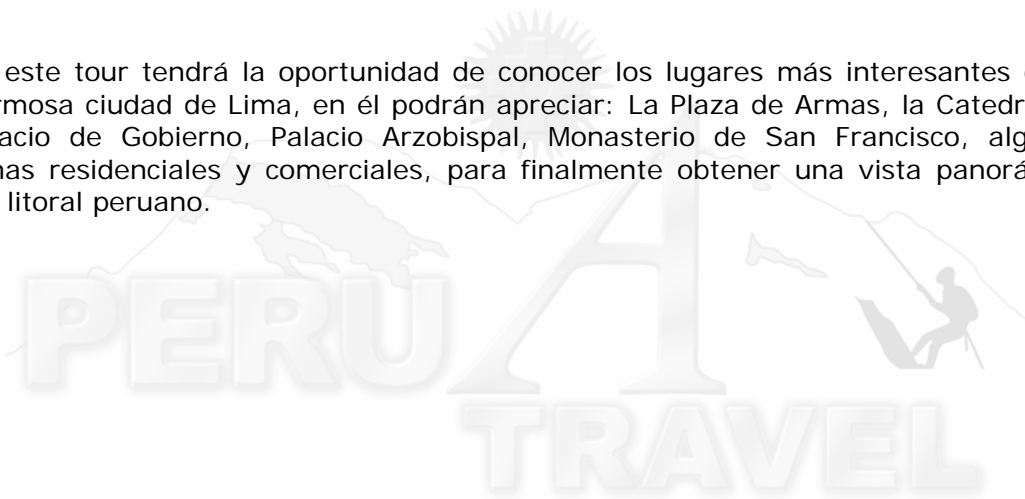 este tour tendrá la oportunidad de conocer los lugares más interesantes
rmosa ciudad de Lima, en él podrán apreciar: La Plaza de Armas, la Catedr
acio de Gobierno, Palacio Arzobispal, Monasterio de San Francisco, alg
nas residenciales y comerciales, para finalmente obtener una vista panorá
litoral peruano.
PERU A
TRAVEL